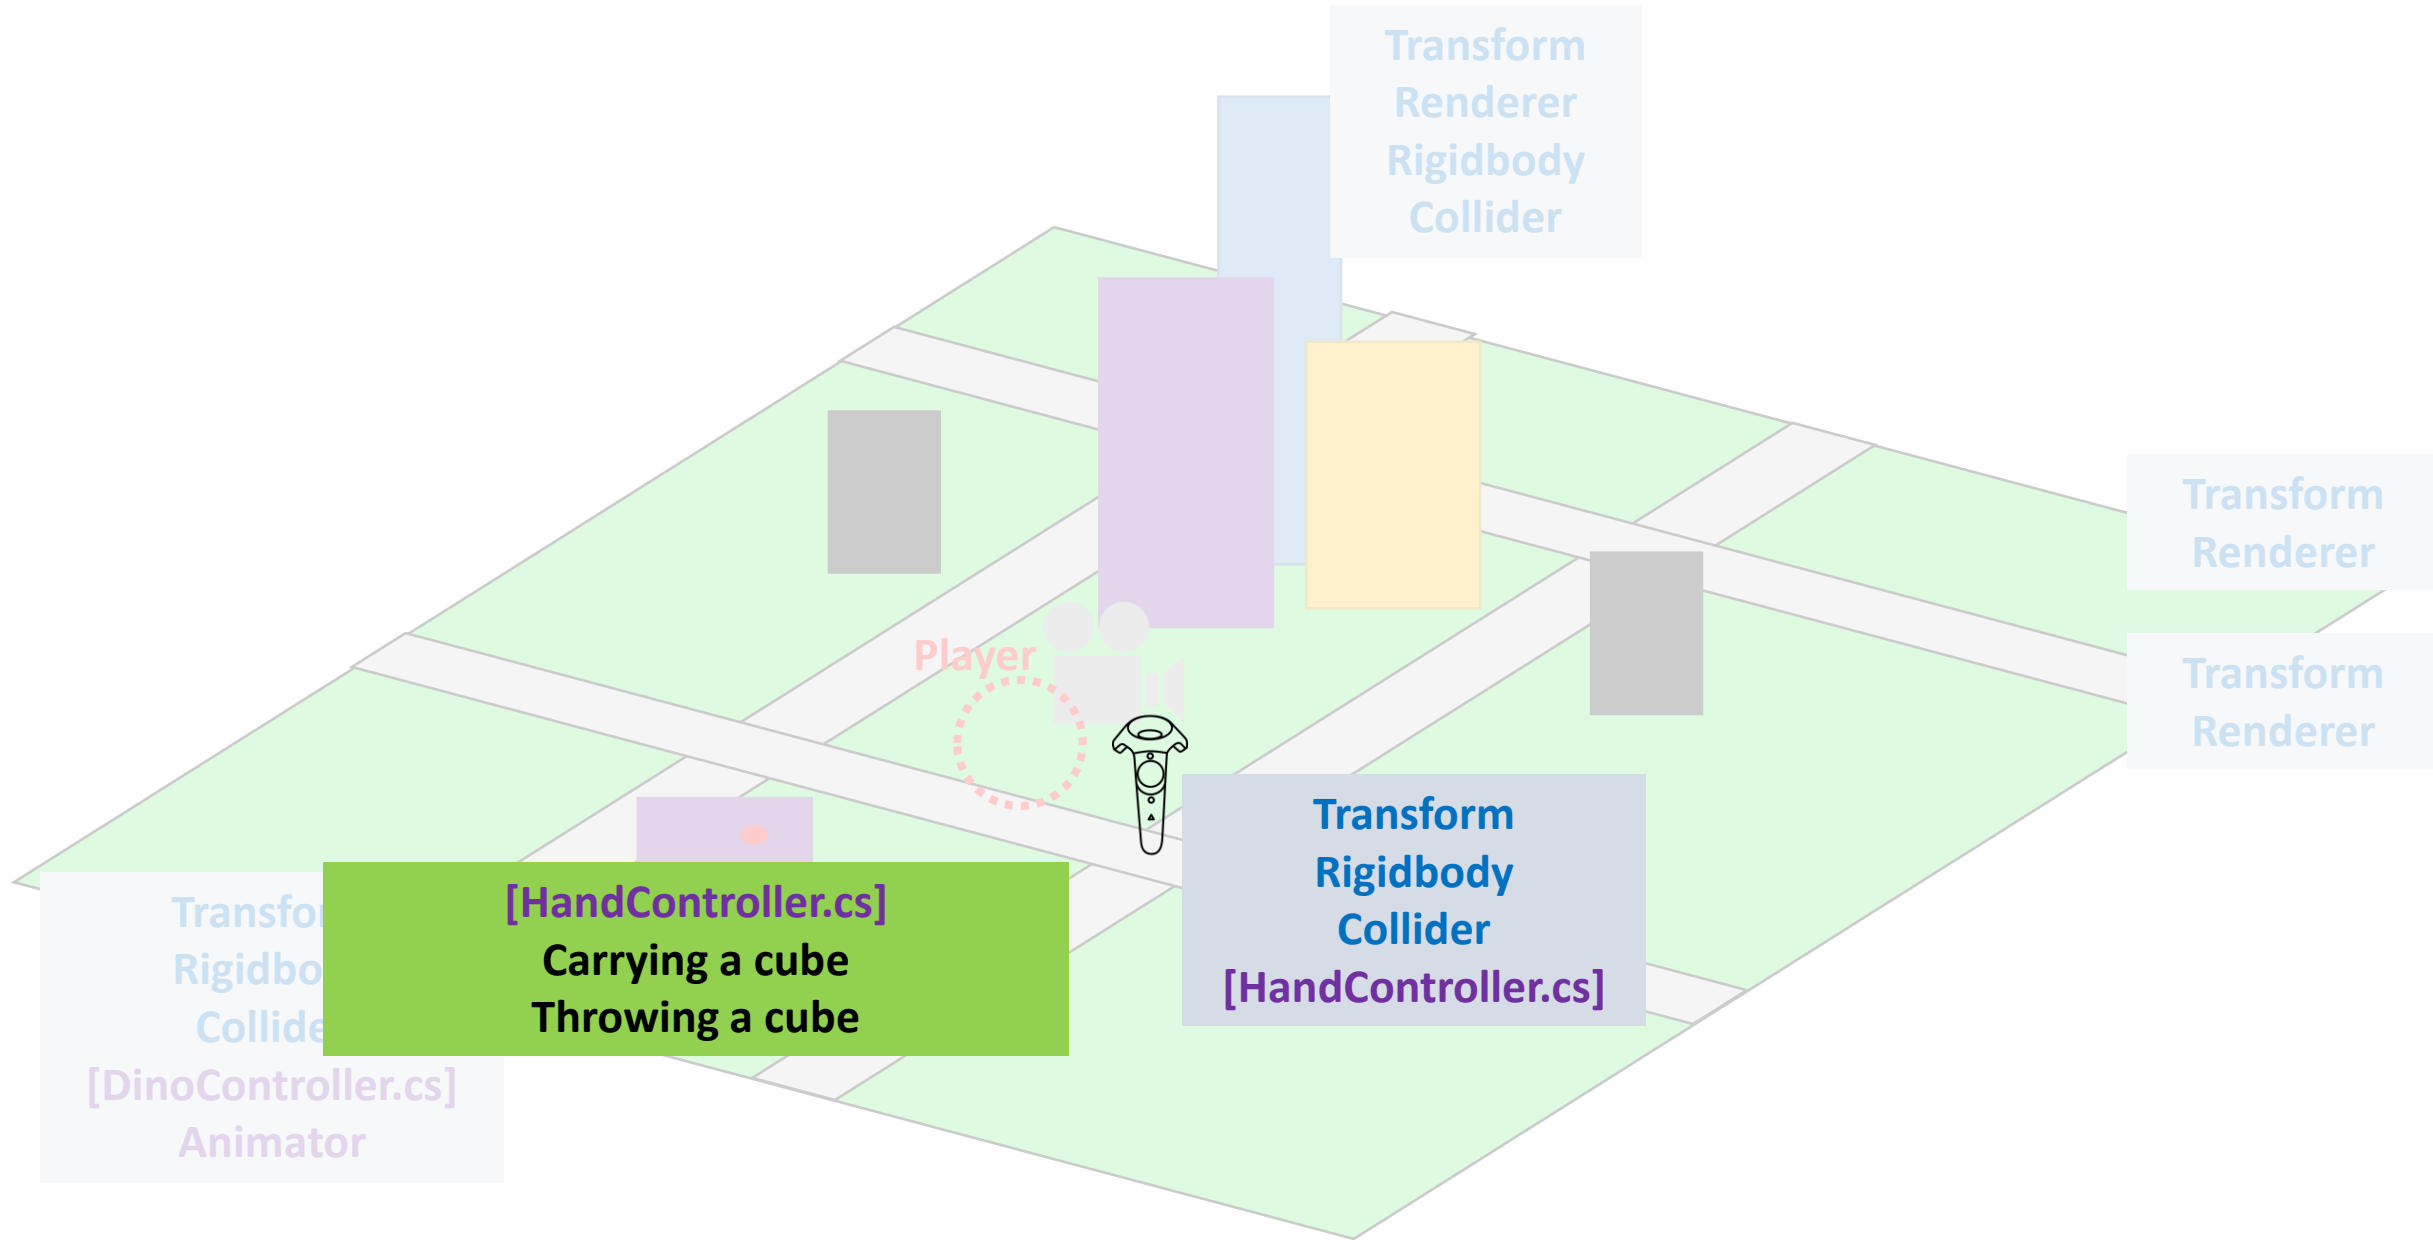 Transform
Renderer
Rigidbody
Collider
Transform
Renderer
Player
Transform
Renderer
Transform
Rigidbody
Collider
[HandController.cs]
[HandController.cs]
Carrying a cube
Throwing a cube
[DinoController.cs]
Animator